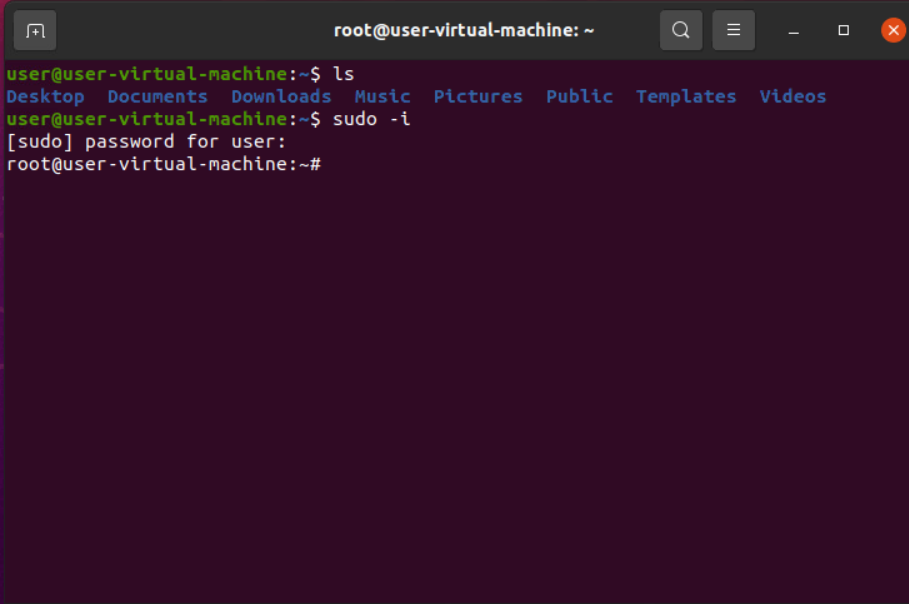 root@user-virtual-machine: ~
user@user-virtual-machine:~$ ls
Desktop  Documents  Downloads  Music  Pictures  Public  Templates  Videos
user@user-virtual-machine:~$ sudo -i
[sudo] password for user:
root@user-virtual-machine:~#